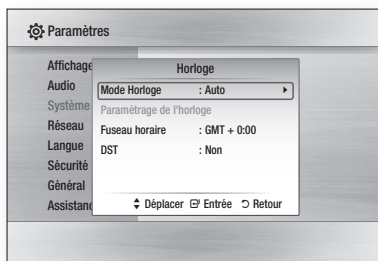 Paramètres
Affichage
Audio
Système
Réseau
Langue
Sécurité
Général
Assistanc
Horloge
Mode Horloge : Auto
Paramétrage de l'horloge
Fuseau horaire : GMT + 0:00
DST : Non
Déplacer Entrée Retour